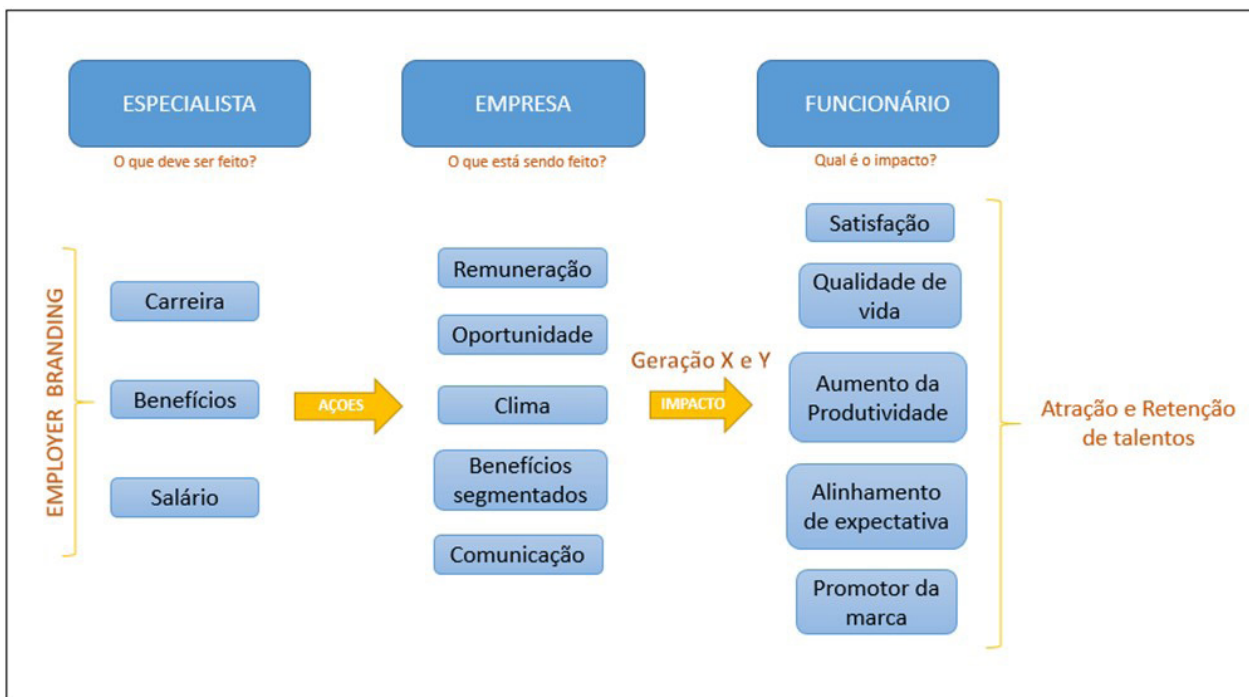 ESPECIALISTA
O que deve ser feito?
EMPLOYER BRANDING
Carreira
Benefícios
Salário
AÇOES
EMPRESA
O que está sendo feito?
Remuneração
Oportunidade
Clima
Benefícios
segmentados
Comunicação
Geração X e Y
IMPACTO
FUNCIONÁRIO
Qual é o impacto?
Satisfação
Qualidade de
vida
Aumento da
Produtividade
Alinhamento
de expectativa
Promotor da
marca
Atração e Retenção
de talentos